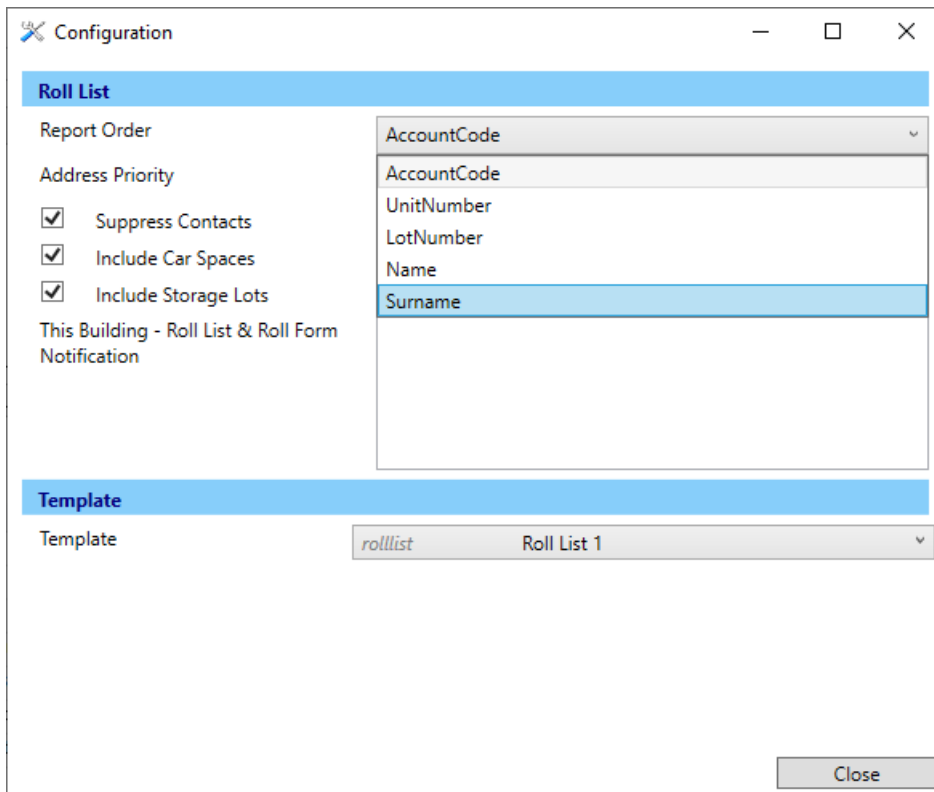 Configuration
Roll List
Report Order
AccountCode
Address Priority
AccountCode
UnitNumber
LotNumber
Name
Surname
Suppress Contacts
Include Car Spaces
Include Storage Lots
This Building - Roll List & Roll Form
Notification
Template
Template
rolllist Roll List 1
Close